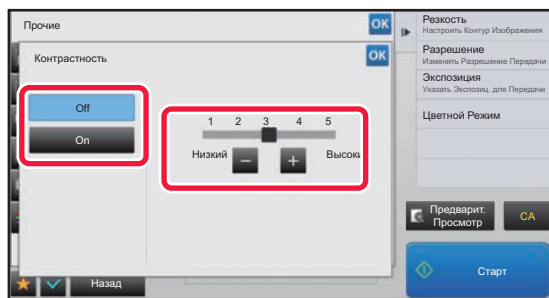 Прочие
OK
Контрастность
OK
Off
On
1 2 3 4 5
Низкий
Высоки
Назад
Резкость
Настроить Контур Изображения
Разрешение
Изменить Разрешение Передачи
Экспозиция
Указать Экспозиц. для Передачи
Цветной Режим
Предварит.
Просмотр
CA
Старт